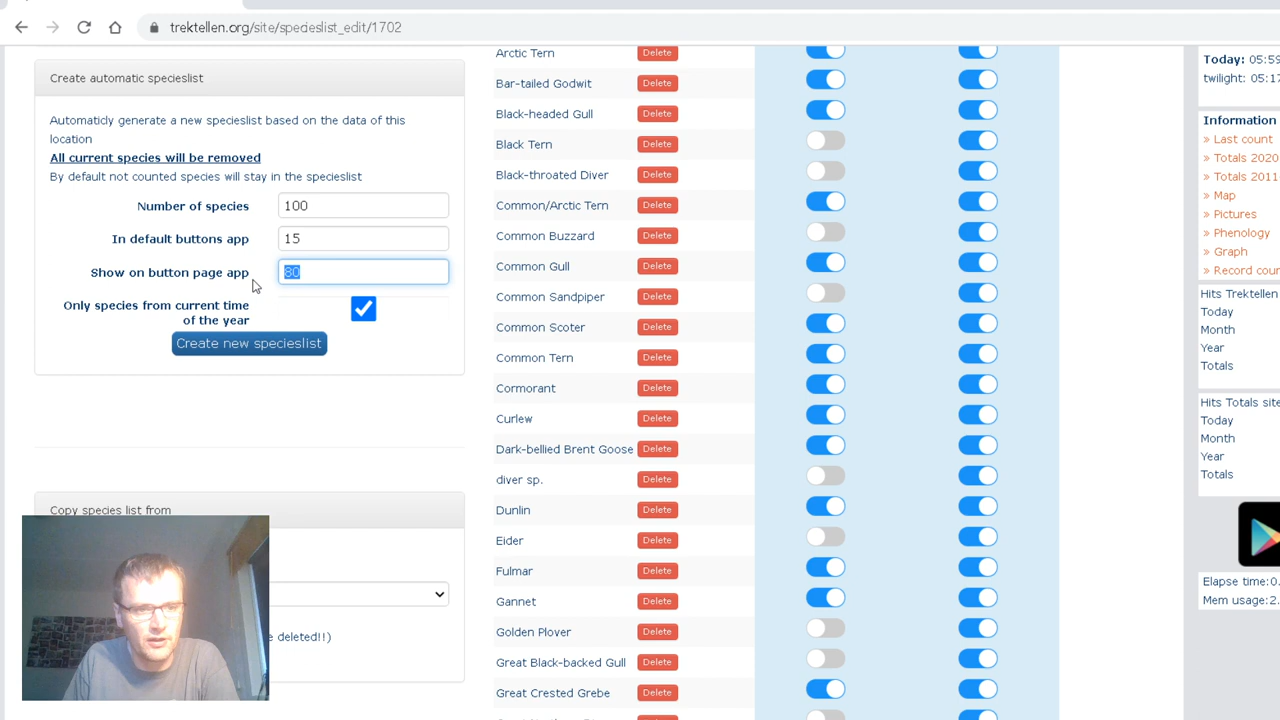 trektellen.org/site/specieslist_edit/1702
Create automatic specieslist
Automaticly generate a new specieslist based on the data of this
location
All current species will be removed
By default not counted species will stay in the specieslist
Number of species 100
In default buttons app 15
Show on button page app 80
Only species from current time
of the year
Create new specieslist
Copy species list from
e deleted!!)
Arctic Tern Delete
Bar-tailed Godwit Delete
Black-headed Gull Delete
Black Tern Delete
Black-throated Diver Delete
Common/Arctic Tern Delete
Common Buzzard Delete
Common Gull Delete
Common Sandpiper Delete
Common Scoter Delete
Common Tern Delete
Cormorant Delete
Curlew Delete
Dark-bellied Brent Goose Delete
diver sp. Delete
Dunlin Delete
Eider Delete
Fulmar Delete
Gannet Delete
Golden Plover Delete
Great Black-backed Gull Delete
Great Crested Grebe Delete
Today: 05:59
twilight: 05:17
Information
» Last count
» Totals 2020
» Totals 2011
» Map
» Pictures
» Phenology
» Graph
» Record cou
Hits Trektellen
Today
Month
Year
Totals
Hits Totals site
Today
Month
Year
Totals
Elapse time:0.
Mem usage:2.